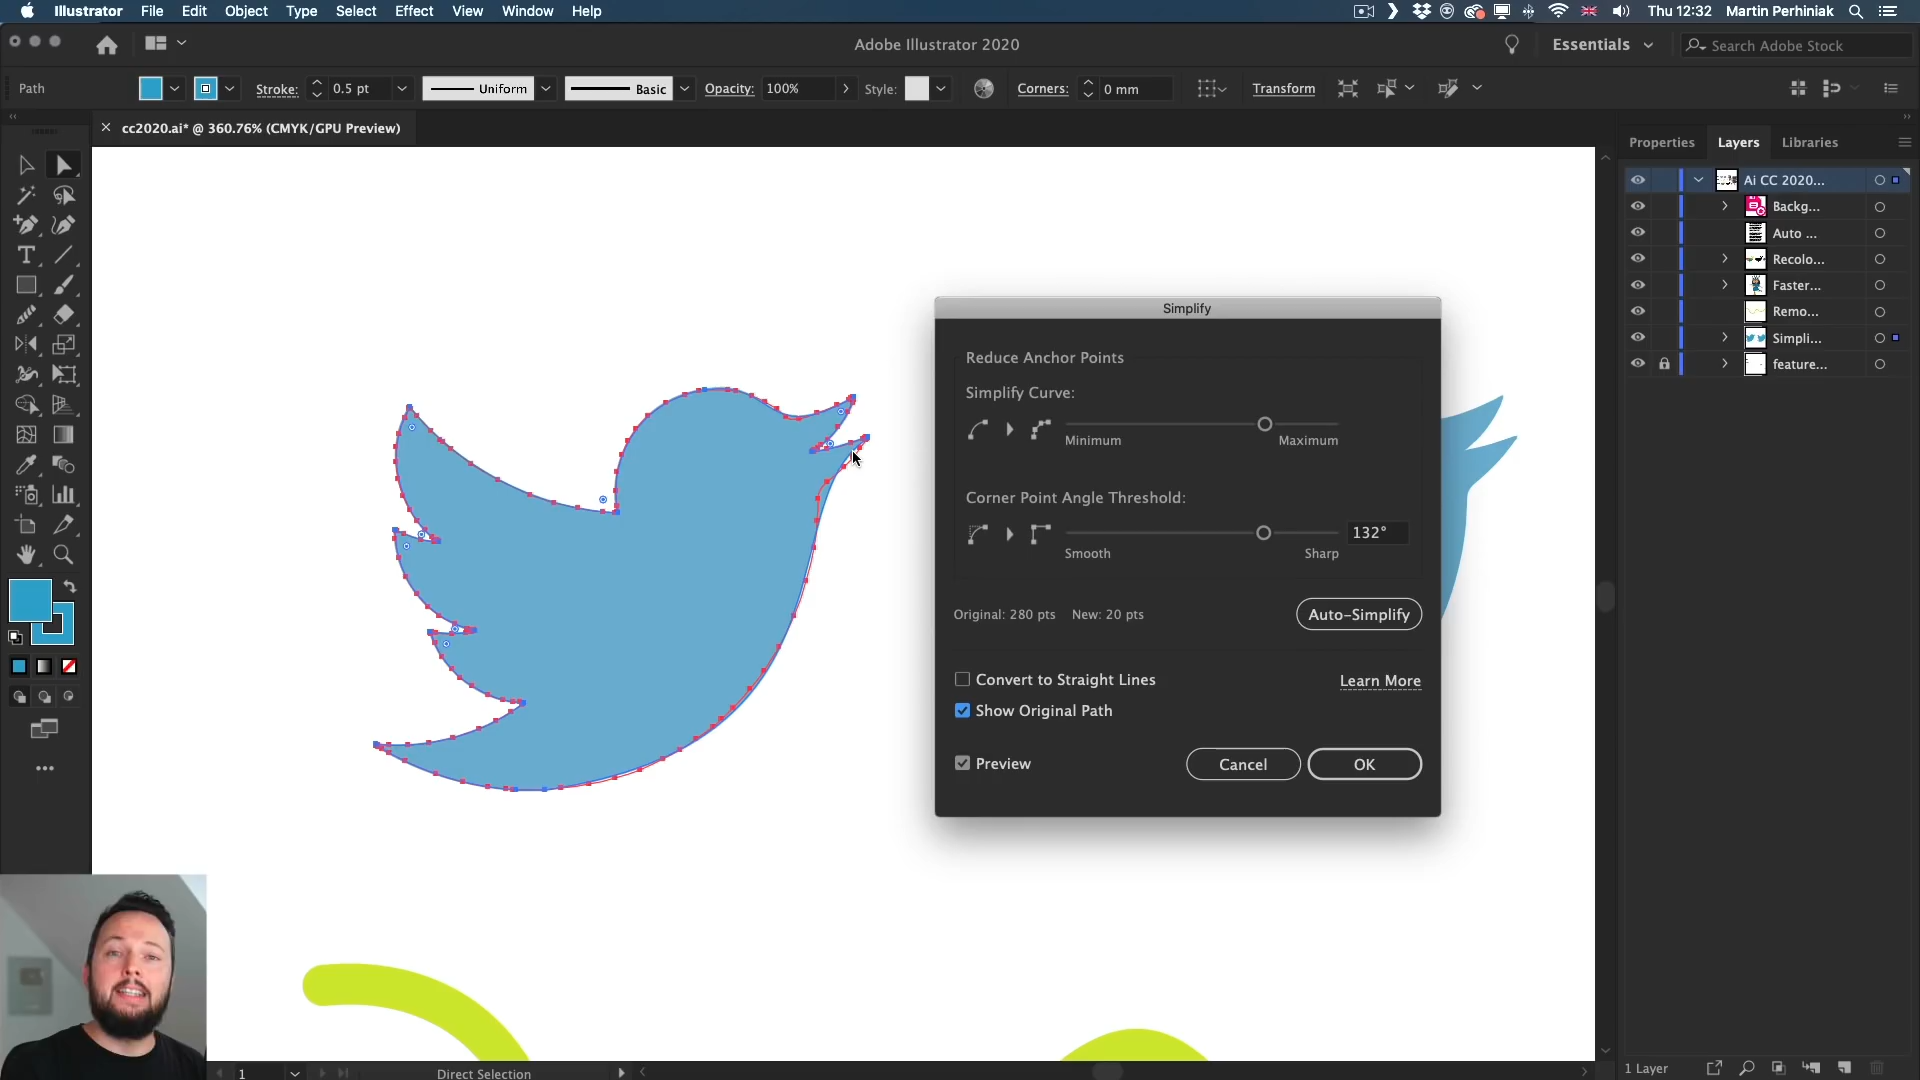 Illustrator File Edit Object Type Select Effect View Window Help
Thu 12:32 Martin Perhiniak
Adobe Illustrator 2020
Essentials
Search Adobe Stock
Path
Stroke: 0.5 pt
Uniform
Basic
Opacity: 100%
Style:
Corners: 0 mm
Transform
cc2020.ai* @ 360.76% (CMYK/GPU Preview)
Properties Layers Libraries
Ai CC 2020...
Backg...
Auto ...
Recolo...
Faster...
Remo...
Simpli...
feature...
Simplify
Reduce Anchor Points
Simplify Curve:
Minimum Maximum
Corner Point Angle Threshold:
132°
Smooth Sharp
Original: 280 pts New: 20 pts
Auto-Simplify
Convert to Straight Lines
Learn More
Show Original Path
Preview
Cancel
OK
1
Direct Selection
1 Layer